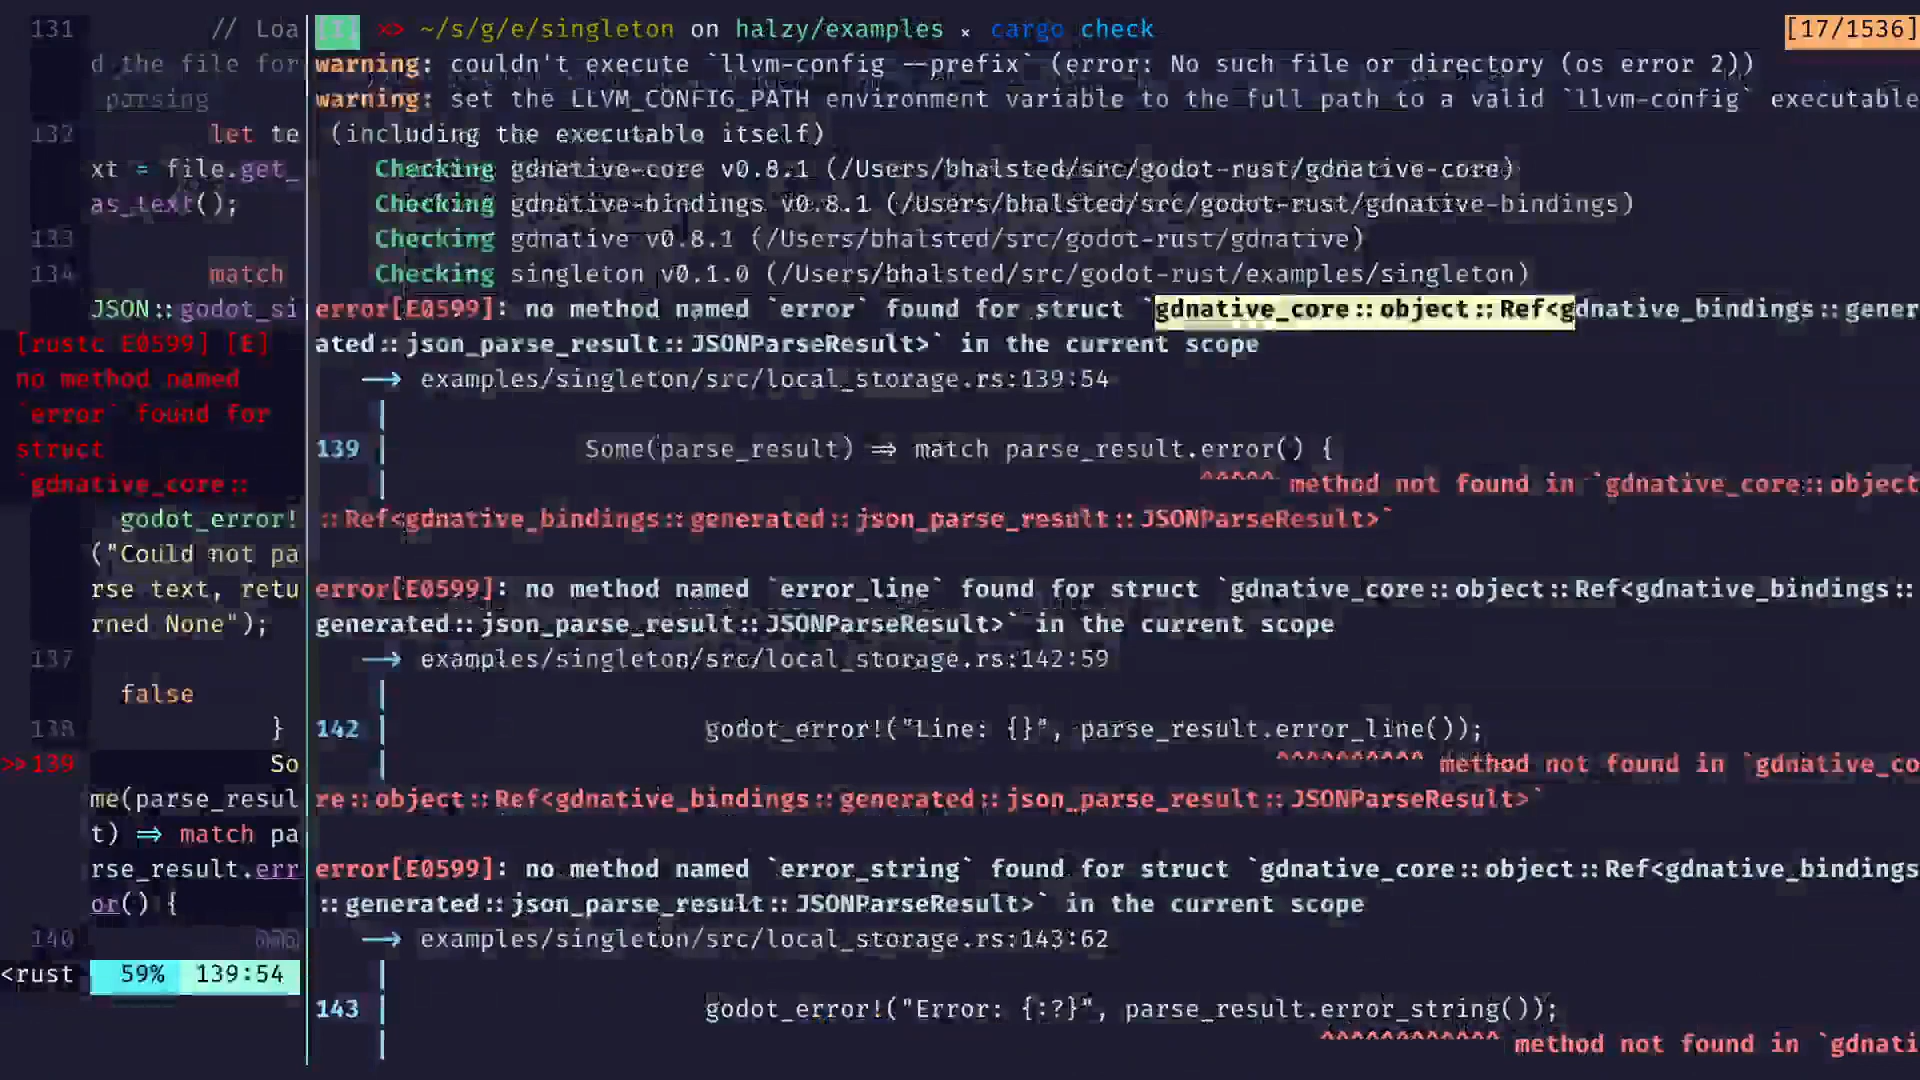 131 // Loa
d the file for
parsing
132 let te
xt = file.get_
as_text();
133
134 match
JSON::godot_si
[rustc E0599] [E]
no method named
`error` found for
struct
`gdnative_core::
godot_error!
("Could not pa
rse text, retu
rned None");
137
false
138 }
>>139 So
me(parse_resul
t) => match pa
rse_result.err
or() {
140
<rust 59% 139:54
[I] >> ~/s/g/e/singleton on halzy/examples × cargo check [17/1536]
warning: couldn't execute `llvm-config --prefix` (error: No such file or directory (os error 2))
warning: set the LLVM_CONFIG_PATH environment variable to the full path to a valid `llvm-config` executable
(including the executable itself)
Checking gdnative-core v0.8.1 (/Users/bhalsted/src/godot-rust/gdnative-core)
Checking gdnative-bindings v0.8.1 (/Users/bhalsted/src/godot-rust/gdnative-bindings)
Checking gdnative v0.8.1 (/Users/bhalsted/src/godot-rust/gdnative)
Checking singleton v0.1.0 (/Users/bhalsted/src/godot-rust/examples/singleton)
error[E0599]: no method named `error` found for struct `gdnative_core::object::Ref<gdnative_bindings::gener
ated::json_parse_result::JSONParseResult>` in the current scope
--> examples/singleton/src/local_storage.rs:139:54
|
139 | Some(parse_result) => match parse_result.error() {
| ^^^^^ method not found in `gdnative_core::object
::Ref<gdnative_bindings::generated::json_parse_result::JSONParseResult>`
error[E0599]: no method named `error_line` found for struct `gdnative_core::object::Ref<gdnative_bindings::
generated::json_parse_result::JSONParseResult>` in the current scope
--> examples/singleton/src/local_storage.rs:142:59
|
142 | godot_error!("Line: {}", parse_result.error_line());
| ^^^^^^^^^^ method not found in `gdnative_co
re::object::Ref<gdnative_bindings::generated::json_parse_result::JSONParseResult>`
error[E0599]: no method named `error_string` found for struct `gdnative_core::object::Ref<gdnative_bindings
::generated::json_parse_result::JSONParseResult>` in the current scope
--> examples/singleton/src/local_storage.rs:143:62
|
143 | godot_error!("Error: {:?}", parse_result.error_string());
| ^^^^^^^^^^^^ method not found in `gdnati